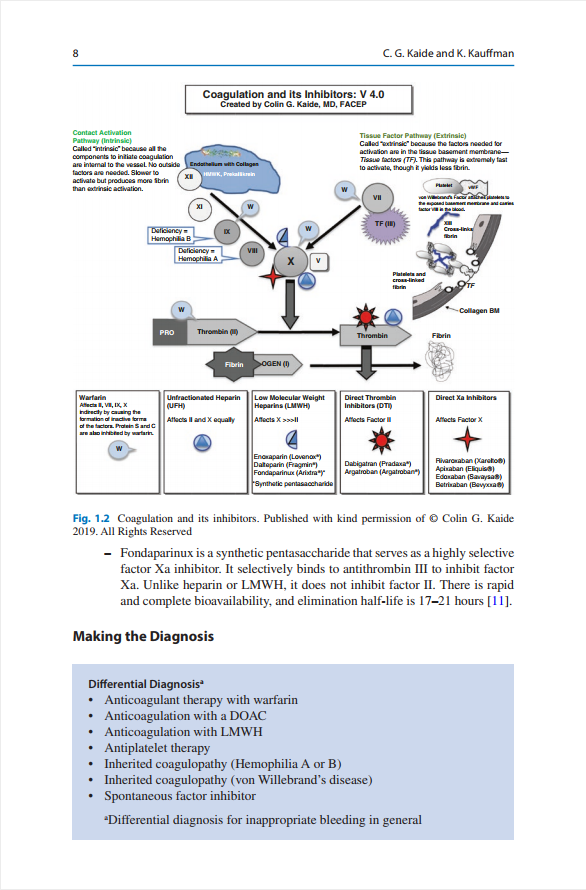 8
C. G. Kaide and K. Kauffman
Coagulation and its Inhibitors: V 4.0
Created by Colin G. Kaide, MD, FACEP
Contact Activation
Pathway (Intrinsic)
Called "intrinsic" because all the
components to initiate coagulation
are internal to the vessel. No outside
factors are needed. Slower to
activate but produces more fibrin
than extrinsic activation.
Endothelium with Collagen
HMWK, Prekallikrein
XII
XI
W
IX
Deficiency =
Hemophilia B
VIII
Deficiency =
Hemophilia A
W
X
V
Tissue Factor Pathway (Extrinsic)
Called "extrinsic" because the factors needed for
activation are in the tissue basement membrane—
Tissue factors (TF). This pathway is extremely fast
to activate, though it yields less fibrin.
W
VII
TF (III)
Platelet
vWF
von Willebrand's Factor attaches platelets to
the exposed basement membrane and carries
factor VIII in the blood.
XIII
Cross-links
fibrin
Platelets and
cross-linked
fibrin
TF
Collagen BM
W
PRO
Thrombin (II)
Thrombin
Fibrin
Fibrin
OGEN (I)
Warfarin
Affects II, VII, IX, X
indirectly by causing the
formation of inactive forms
of the factors. Protein S and C
are also inhibited by warfarin.
W
Unfractionated Heparin
(UFH)
Affects II and X equally
Low Molecular Weight
Heparins (LMWH)
Affects X >>>II
Enoxaparin (Lovenox®)
Dalteparin (Fragmin®)
Fondaparinux (Arixtra®)*
*Synthetic pentasaccharide
Direct Thrombin
Inhibitors (DTI)
Affects Factor II
Dabigatran (Pradaxa®)
Argatroban (Argatroban®)
Direct Xa Inhibitors
Affects Factor X
Rivaroxaban (Xarelto®)
Apixaban (Eliquis®)
Edoxaban (Savaysa®)
Betrixaban (Bevyxxa®)
Fig. 1.2 Coagulation and its inhibitors. Published with kind permission of © Colin G. Kaide
2019. All Rights Reserved
– Fondaparinux is a synthetic pentasaccharide that serves as a highly selective
factor Xa inhibitor. It selectively binds to antithrombin III to inhibit factor
Xa. Unlike heparin or LMWH, it does not inhibit factor II. There is rapid
and complete bioavailability, and elimination half-life is 17–21 hours [11].
Making the Diagnosis
Differential Diagnosisᵃ
• Anticoagulant therapy with warfarin
• Anticoagulation with a DOAC
• Anticoagulation with LMWH
• Antiplatelet therapy
• Inherited coagulopathy (Hemophilia A or B)
• Inherited coagulopathy (von Willebrand's disease)
• Spontaneous factor inhibitor
ᵃDifferential diagnosis for inappropriate bleeding in general